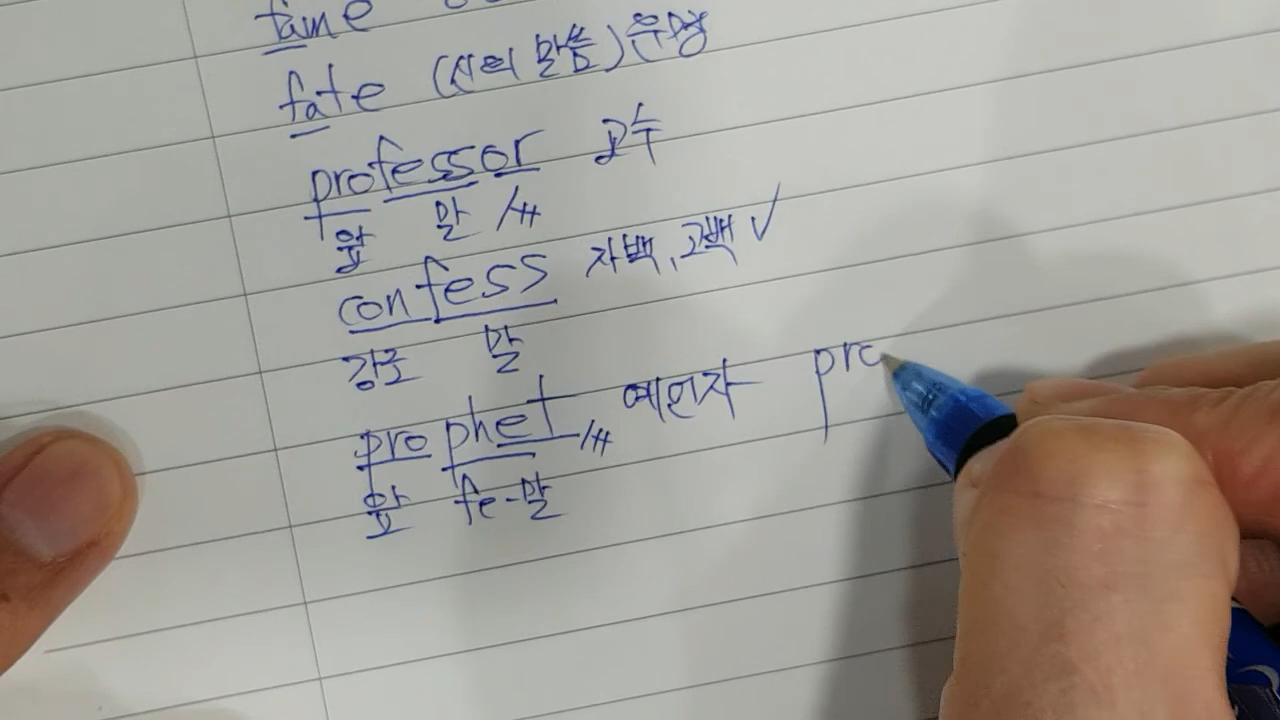 fame
fate (신의 말씀) 운명
professor 교수
앞 말 사
confess 자백, 고백 ✓
강조 말
prophet 예언자 pro
앞 fe-말 사